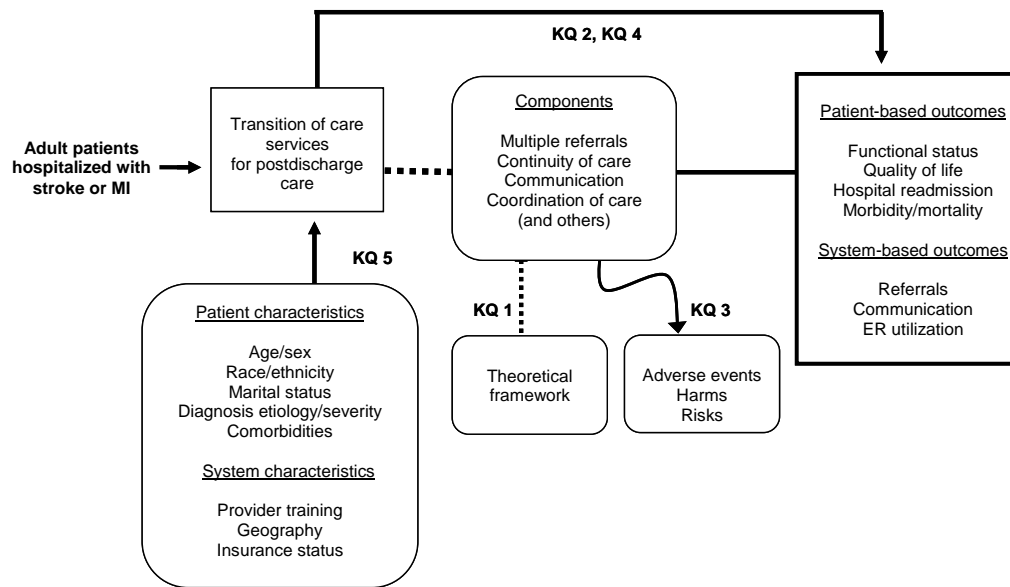 KQ 2, KQ 4
Adult patients
hospitalized with
stroke or MI
Transition of care
services
for postdischarge
care
Components
Multiple referrals
Continuity of care
Communication
Coordination of care
(and others)
Patient-based outcomes
Functional status
Quality of life
Hospital readmission
Morbidity/mortality
System-based outcomes
Referrals
Communication
ER utilization
KQ 5
Patient characteristics
Age/sex
Race/ethnicity
Marital status
Diagnosis etiology/severity
Comorbidities
System characteristics
Provider training
Geography
Insurance status
KQ 1
Theoretical
framework
KQ 3
Adverse events
Harms
Risks